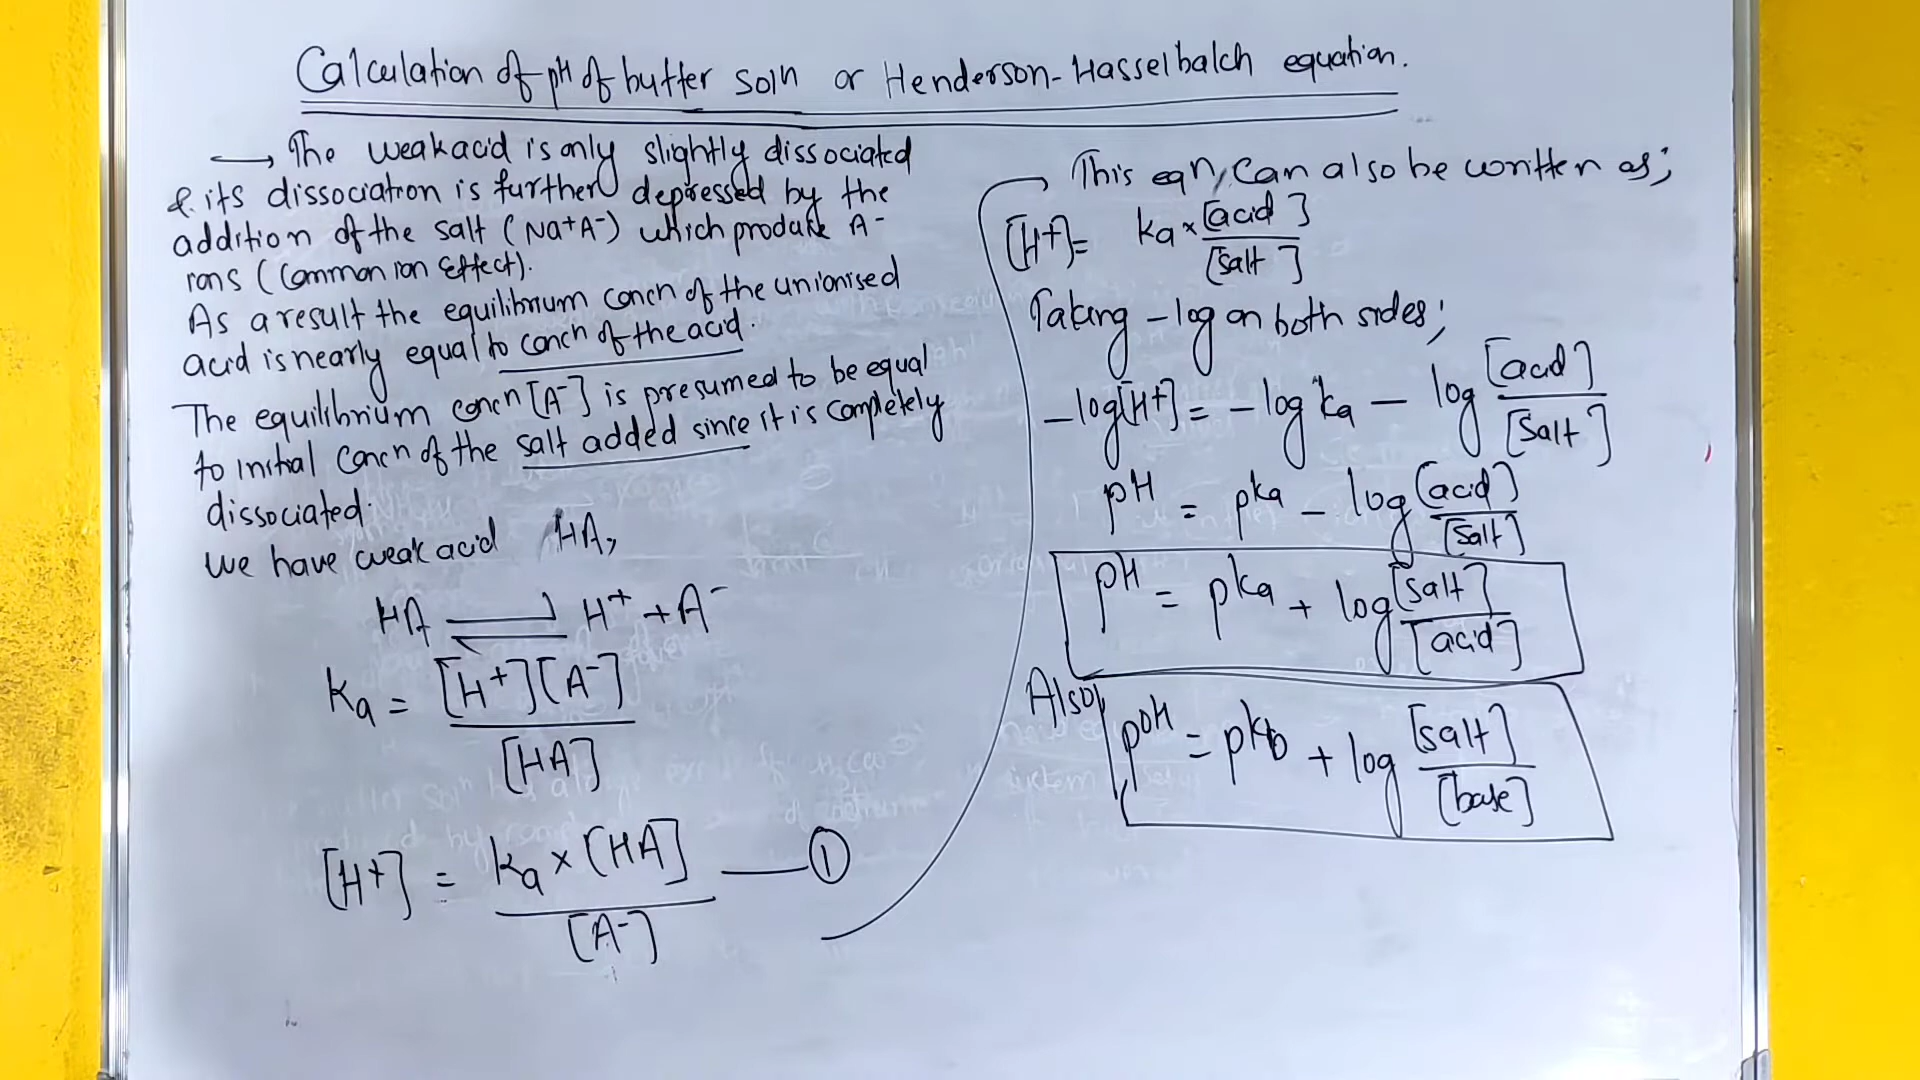 Calculation of pH of buffer soln or Henderson-Hasselbalch equation.
→ The weak acid is only slightly dissociated
& its dissociation is further depressed by the
addition of the salt (Na+A-) which produce A-
ions (Common ion effect).
As a result the equilibrium concn of the unionised
acid is nearly equal to concn of the acid.
The equilibrium concn [A-] is presumed to be equal
to initial concn of the salt added since it is completely
dissociated.
We have weak acid HA,
HA ⇌ H+ + A-
Ka = [H+][A-]
[HA]
[H+] = Ka × [HA] — ①
[A-]
This eqn, can also be written as;
[H+] = Ka × [acid]
[salt]
Taking -log on both sides;
-log[H+] = -log Ka - log [acid]
[salt]
pH = pKa - log [acid]
[salt]
pH = pKa + log [salt]
[acid]
Also,
pOH = pKb + log [salt]
[base]